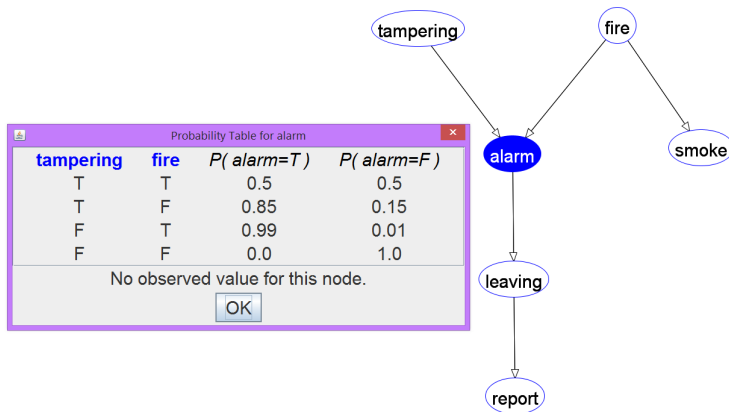 tampering
fire
Probability Table for alarm
tampering fire P( alarm=T ) P( alarm=F )
T T 0.5 0.5
T F 0.85 0.15
F T 0.99 0.01
F F 0.0 1.0
No observed value for this node.
OK
alarm
smoke
leaving
report